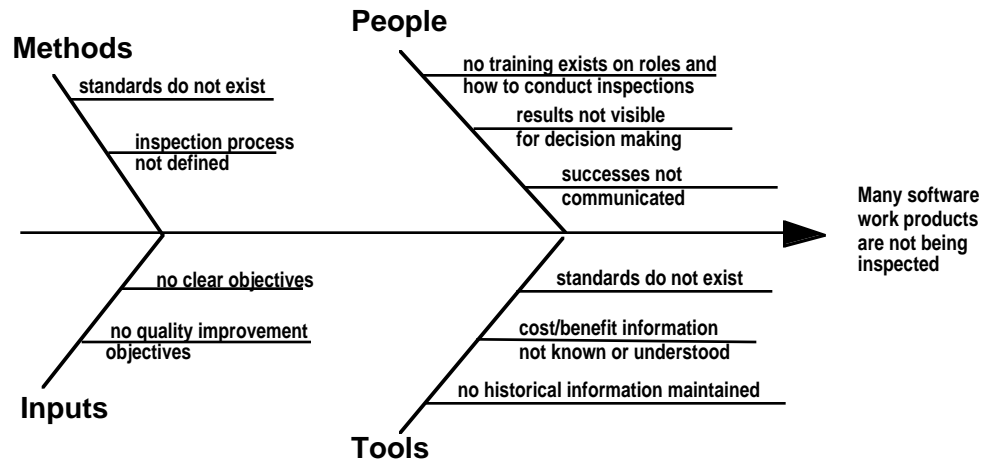 People
Methods
no training exists on roles and
how to conduct inspections
standards do not exist
results not visible
for decision making
inspection process
not defined
successes not
communicated
Many software
work products
are not being
inspected
no clear objectives
standards do not exist
no quality improvement
objectives
cost/benefit information
not known or understood
no historical information maintained
Inputs
Tools